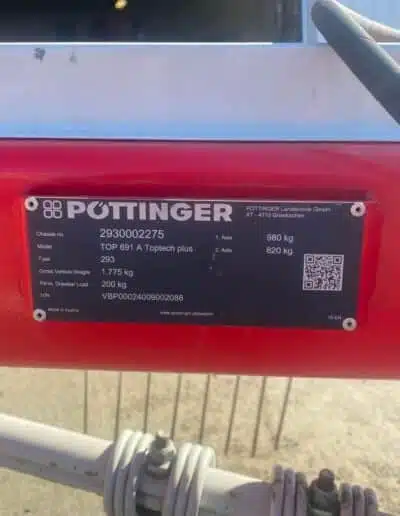 PÖTTINGER
PÖTTINGER Landtechnik GmbH
AT - 4710 Grieskirchen
Chassis no. 2930002275 1. Axle 980 kg
Model TOP 691 A Toptech plus 2. Axle 820 kg
Type 293
Gross Vehicle Weight 1.775 kg
Perm. Drawbar Load 200 kg
VBP00024009002086
MADE IN AUSTRIA